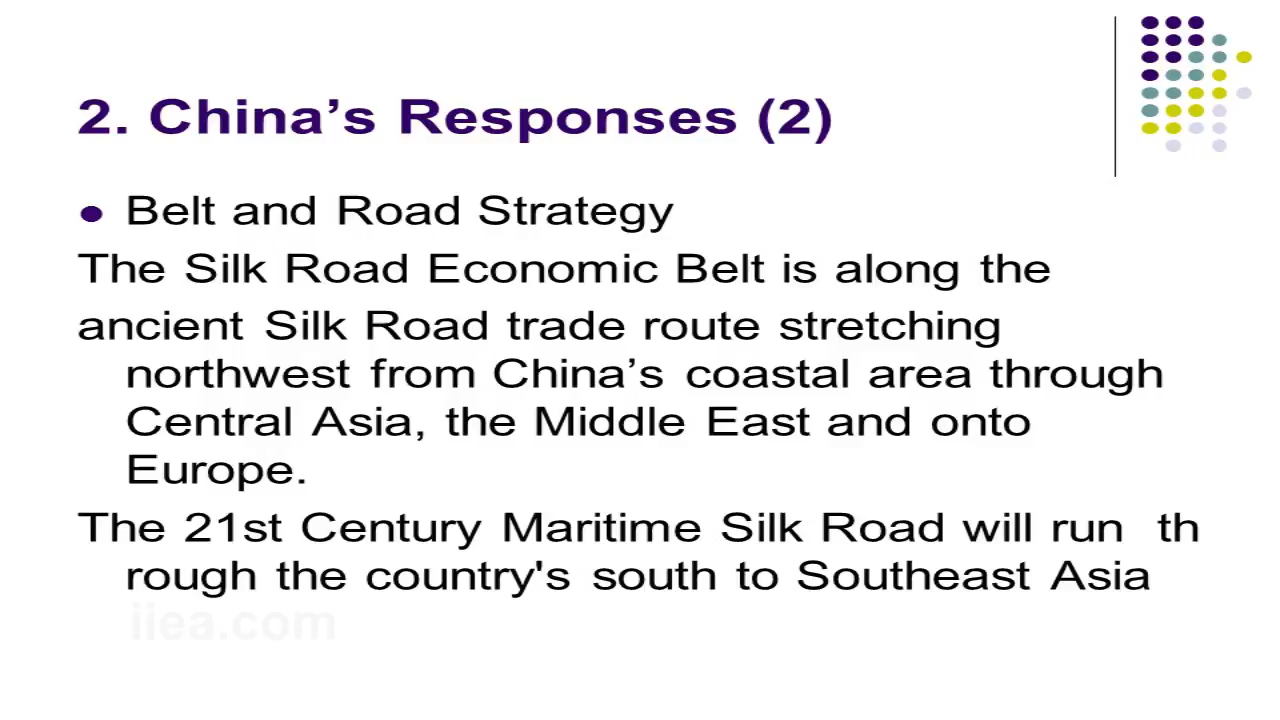 2. China’s Responses (2)
● Belt and Road Strategy
The Silk Road Economic Belt is along the
ancient Silk Road trade route stretching
northwest from China’s coastal area through
Central Asia, the Middle East and onto
Europe.
The 21st Century Maritime Silk Road will run  th
rough the country's south to Southeast Asia
iiea.com